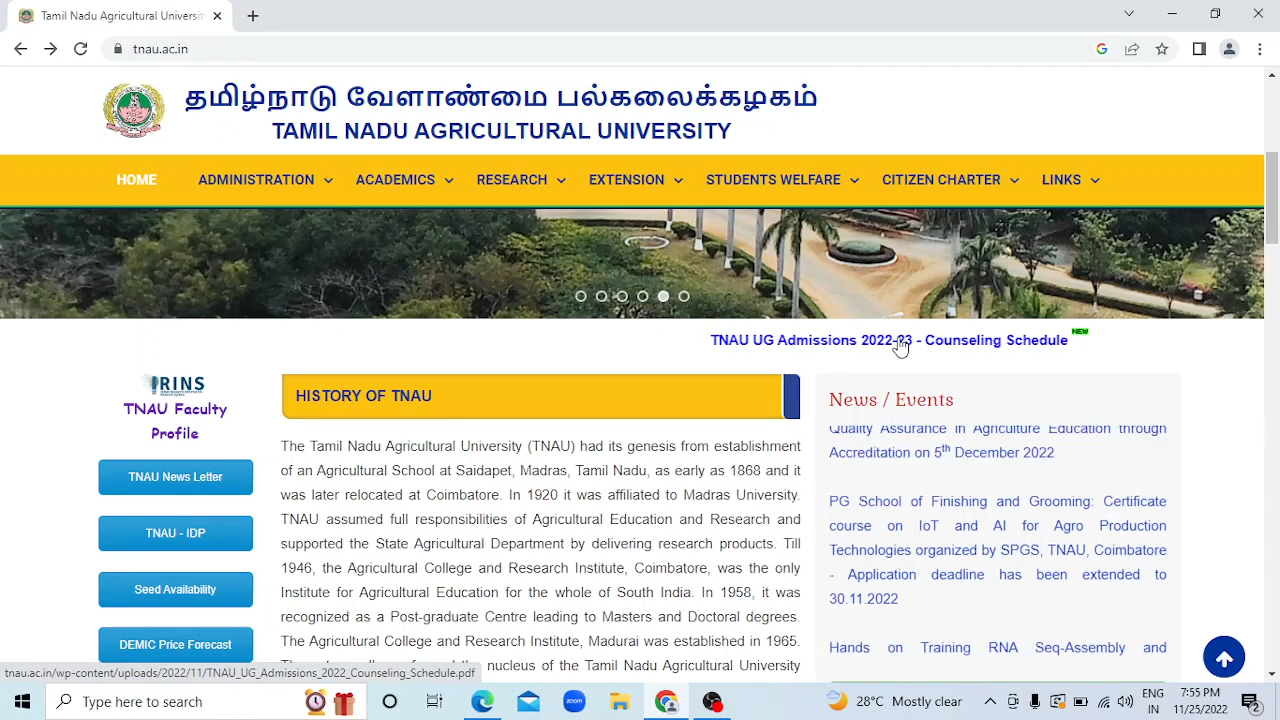 Tamil Nadu Agricultural Universit
tnau.ac.in
தமிழ்நாடு வேளாண்மை பல்கலைக்கழகம்
TAMIL NADU AGRICULTURAL UNIVERSITY
HOME ADMINISTRATION ACADEMICS RESEARCH EXTENSION STUDENTS WELFARE CITIZEN CHARTER LINKS
TNAU UG Admissions 2022-23 - Counseling Schedule NEW
IRINS
TNAU Faculty
Profile
TNAU News Letter
TNAU - IDP
Seed Availability
DEMIC Price Forecast
HISTORY OF TNAU
The Tamil Nadu Agricultural University (TNAU) had its genesis from establishment
of an Agricultural School at Saidapet, Madras, Tamil Nadu, as early as 1868 and it
was later relocated at Coimbatore. In 1920 it was affiliated to Madras University.
TNAU assumed full responsibilities of Agricultural Education and Research and
supported the State Agricultural Department by delivering research products. Till
1946, the Agricultural College and Research Institute, Coimbatore, was the only
Institute for Agricultural Education for the whole of South India. In 1958, it was
recognized as a Post-graduate Centre leading to Masters and Doctoral degrees.
The Agricultural College and Research Institute, Madurai was established in 1965.
nucleus of the Tamil Nadu Agricultural University
News / Events
Quality Assurance in Agriculture Education through
Accreditation on 5th December 2022
PG School of Finishing and Grooming: Certificate
course on IoT and AI for Agro Production
Technologies organized by SPGS, TNAU, Coimbatore
- Application deadline has been extended to
30.11.2022
Hands on Training RNA Seq-Assembly and
tnau.ac.in/wp-content/uploads/2022/11/TNAU_UG_Admissions_2022_Counseling_Schedule.pdf
Type here to search
zoom
28°C Mostly clear
ENG
IN
7:55 PM
11/25/2022
2